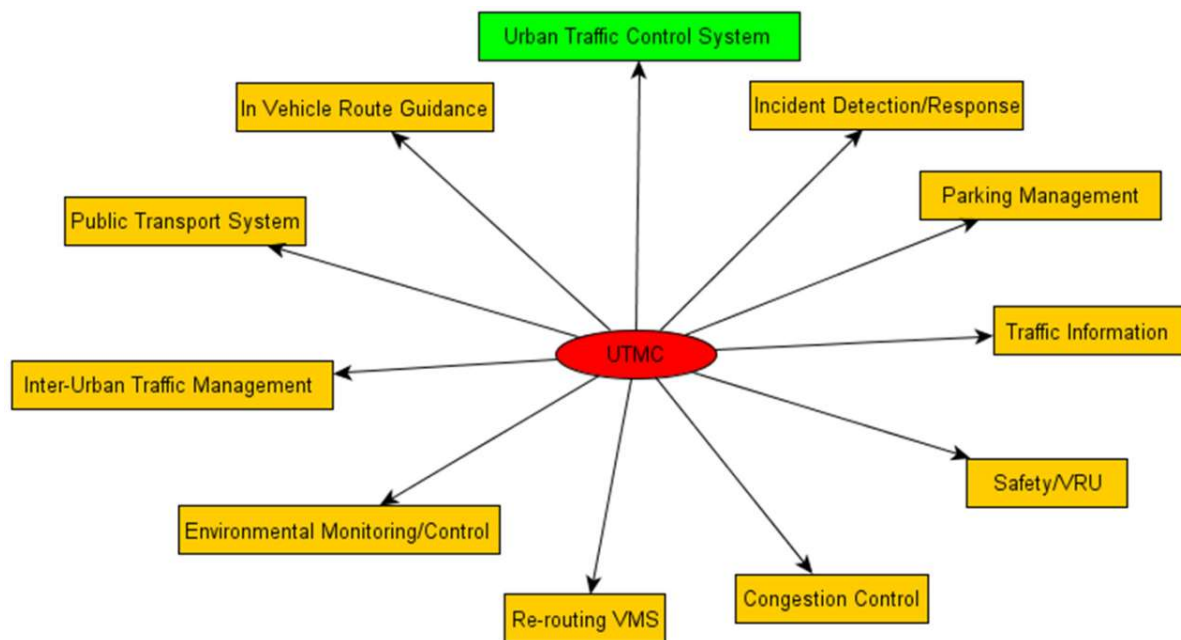 Urban Traffic Control System
In Vehicle Route Guidance
Incident Detection/Response
Parking Management
Public Transport System
Traffic Information
UTMC
Inter-Urban Traffic Management
Safety/VRU
Environmental Monitoring/Control
Congestion Control
Re-routing VMS